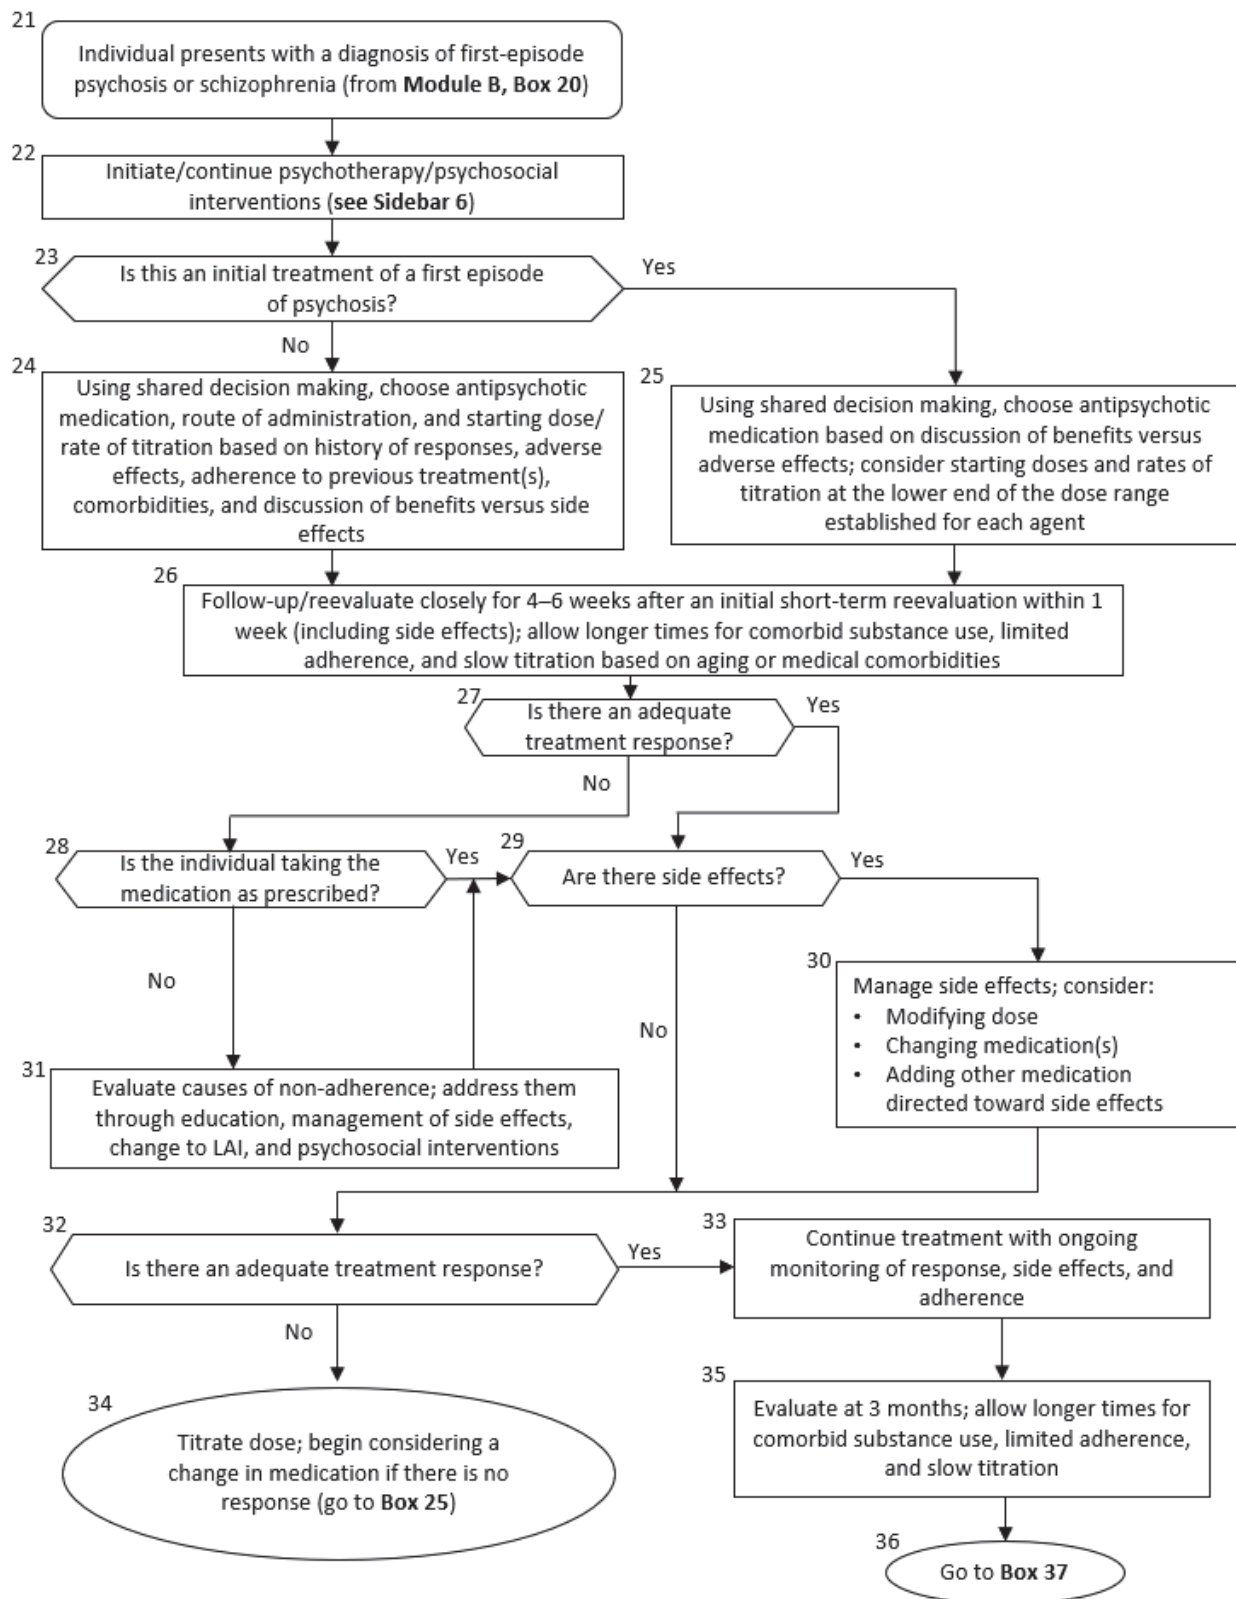 21
Individual presents with a diagnosis of first-episode
psychosis or schizophrenia (from Module B, Box 20)
22
Initiate/continue psychotherapy/psychosocial
interventions (see Sidebar 6)
23
Is this an initial treatment of a first episode
of psychosis?
Yes
No
24
Using shared decision making, choose antipsychotic
medication, route of administration, and starting dose/
rate of titration based on history of responses, adverse
effects, adherence to previous treatment(s),
comorbidities, and discussion of benefits versus side
effects
25
Using shared decision making, choose antipsychotic
medication based on discussion of benefits versus
adverse effects; consider starting doses and rates of
titration at the lower end of the dose range
established for each agent
26
Follow-up/reevaluate closely for 4–6 weeks after an initial short-term reevaluation within 1
week (including side effects); allow longer times for comorbid substance use, limited
adherence, and slow titration based on aging or medical comorbidities
27
Is there an adequate
treatment response?
Yes
No
28
Is the individual taking the
medication as prescribed?
Yes
No
29
Are there side effects?
Yes
No
30
Manage side effects; consider:
• Modifying dose
• Changing medication(s)
• Adding other medication
directed toward side effects
31
Evaluate causes of non-adherence; address them
through education, management of side effects,
change to LAI, and psychosocial interventions
32
Is there an adequate treatment response?
Yes
No
33
Continue treatment with ongoing
monitoring of response, side effects, and
adherence
34
Titrate dose; begin considering a
change in medication if there is no
response (go to Box 25)
35
Evaluate at 3 months; allow longer times for
comorbid substance use, limited adherence,
and slow titration
36
Go to Box 37